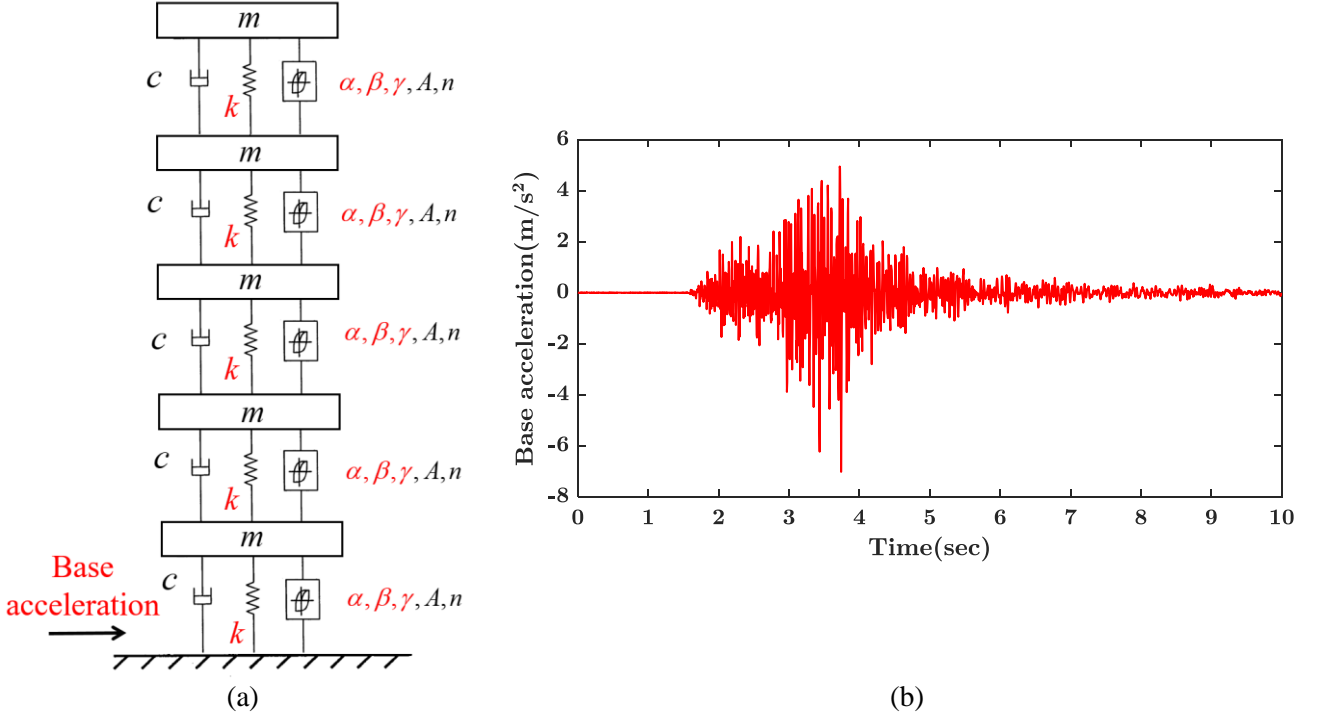 m
c
k
α, β, γ, A, n
m
c
k
α, β, γ, A, n
m
c
k
α, β, γ, A, n
m
c
k
α, β, γ, A, n
m
c
k
α, β, γ, A, n
Base
acceleration
(a)
Base acceleration(m/s²)
6
4
2
0
-2
-4
-6
-8
0 1 2 3 4 5 6 7 8 9 10
Time(sec)
(b)